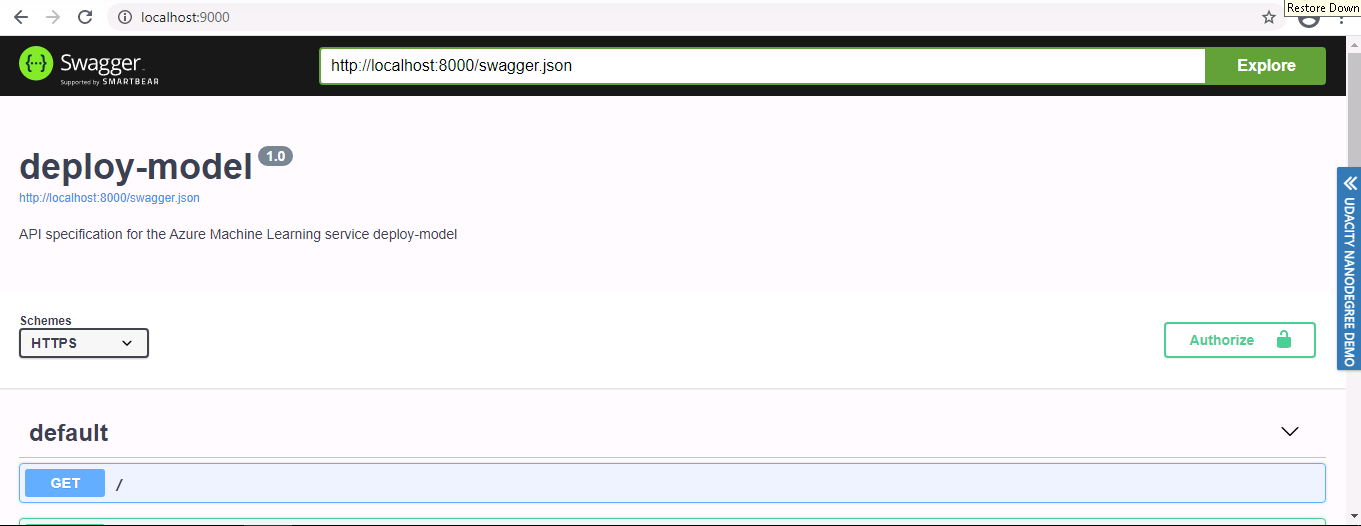 Restore Down
localhost:9000
Swagger
Supported by SMARTBEAR
http://localhost:8000/swagger.json
Explore
deploy-model 1.0
http://localhost:8000/swagger.json
API specification for the Azure Machine Learning service deploy-model
UDACITY NANODEGREE DEMO
Schemes
HTTPS
Authorize
default
GET /